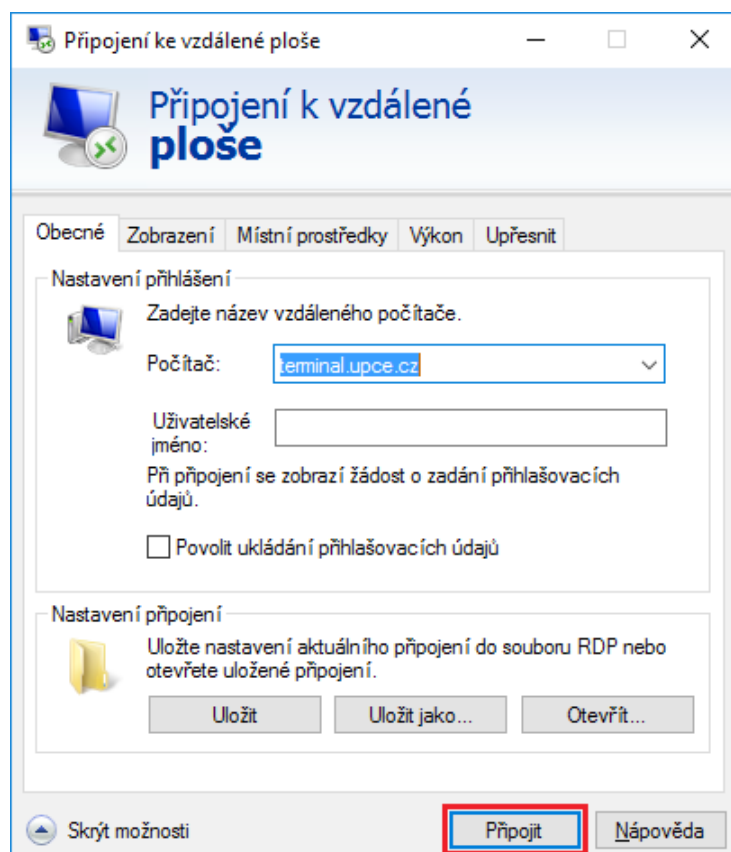 Připojení ke vzdálené ploše
Připojení k vzdálené
ploše
Obecné Zobrazení Místní prostředky Výkon Upřesnit
Nastavení přihlášení
Zadejte název vzdáleného počítače.
Počítač: terminal.upce.cz
Uživatelské
jméno:
Při připojení se zobrazí žádost o zadání přihlašovacích
údajů.
Povolit ukládání přihlašovacích údajů
Nastavení připojení
Uložte nastavení aktuálního připojení do souboru RDP nebo
otevřete uložené připojení.
Uložit Uložit jako... Otevřít...
Skrýt možnosti Připojit Nápověda